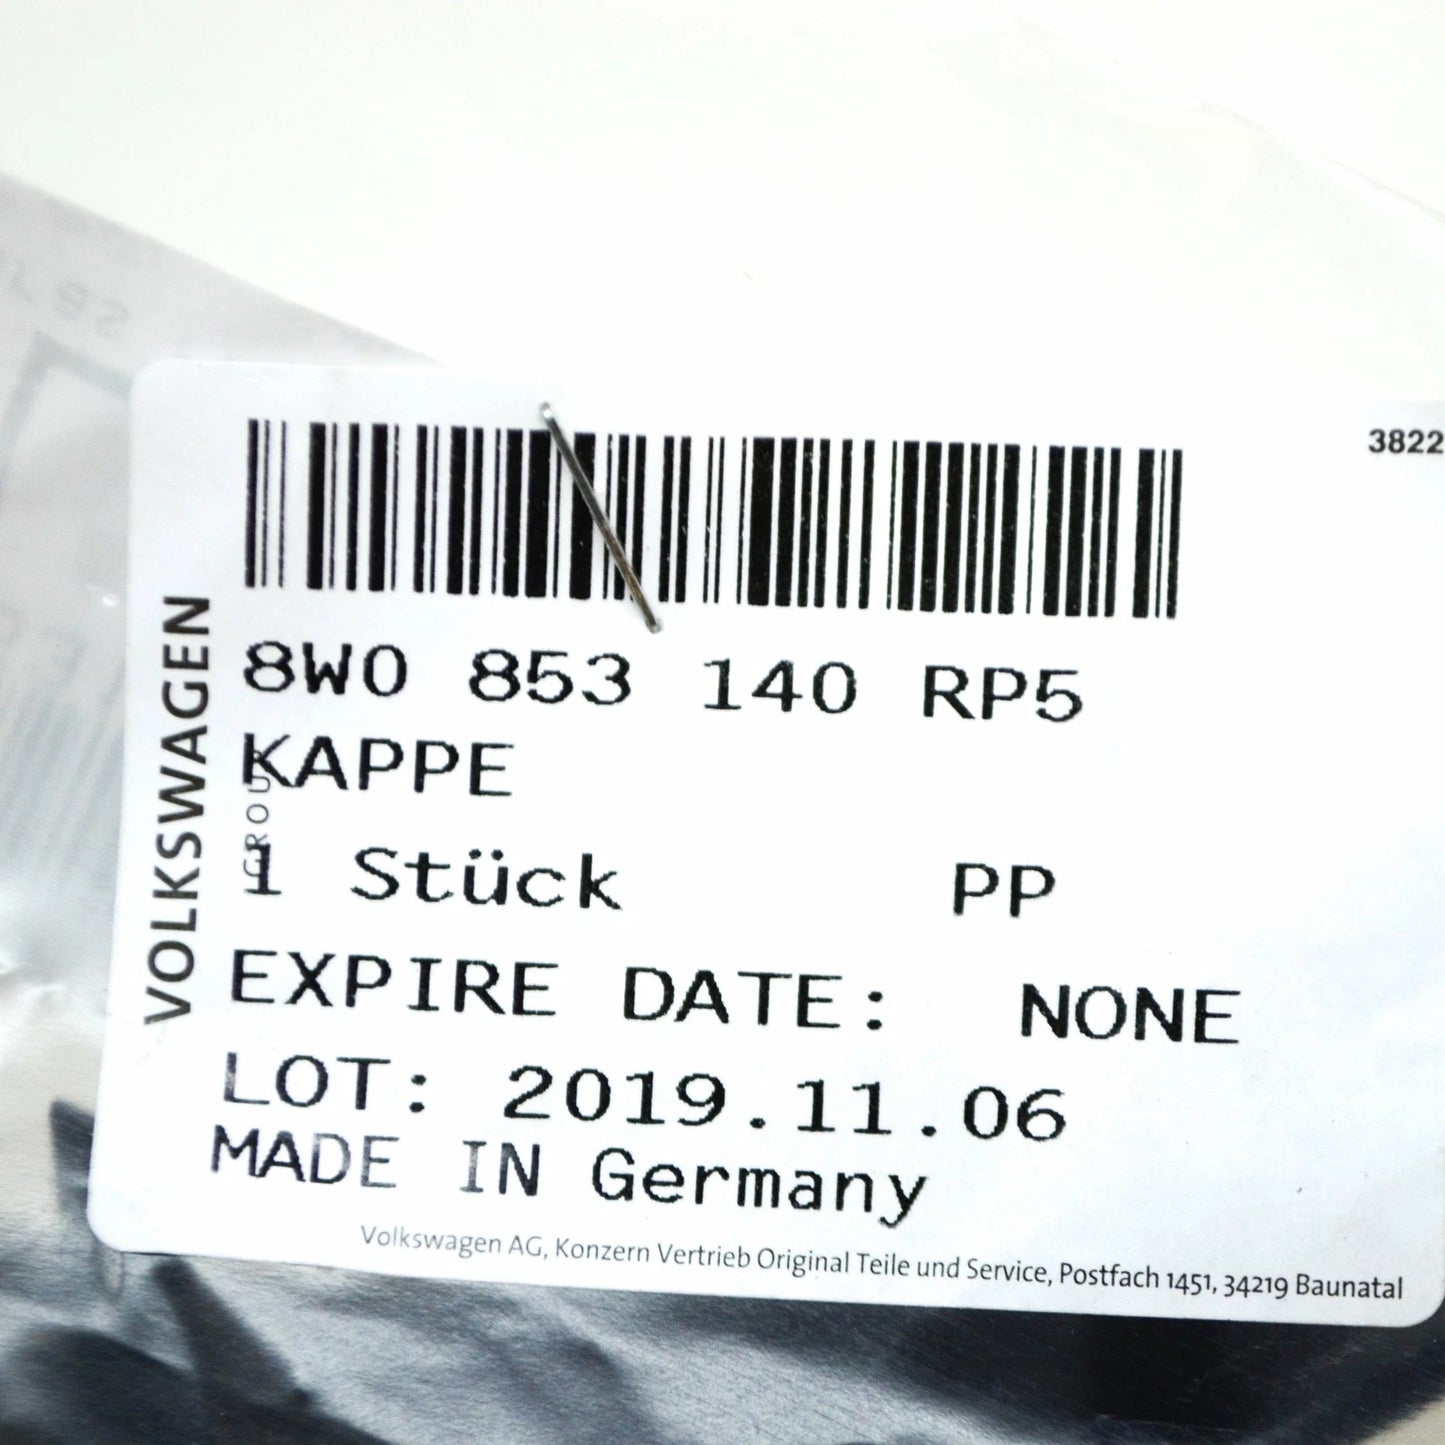 3822
VOLKSWAGEN
GROUP
8W0 853 140 RP5
KAPPE
1 Stück PP
EXPIRE DATE: NONE
LOT: 2019.11.06
MADE IN Germany
Volkswagen AG, Konzern Vertrieb Original Teile und Service, Postfach 1451, 34219 Baunatal